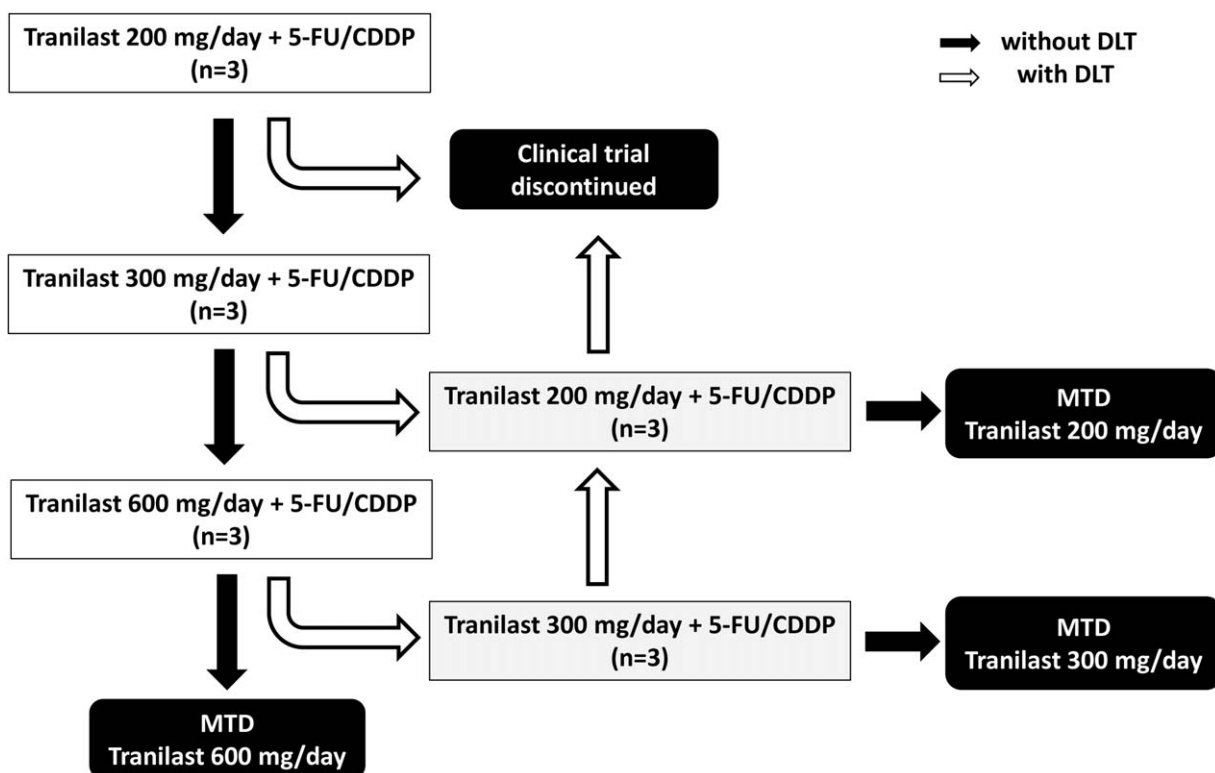 Tranilast 200 mg/day + 5-FU/CDDP
(n=3)
without DLT
with DLT
Clinical trial
discontinued
Tranilast 300 mg/day + 5-FU/CDDP
(n=3)
Tranilast 200 mg/day + 5-FU/CDDP
(n=3)
MTD
Tranilast 200 mg/day
Tranilast 600 mg/day + 5-FU/CDDP
(n=3)
Tranilast 300 mg/day + 5-FU/CDDP
(n=3)
MTD
Tranilast 300 mg/day
MTD
Tranilast 600 mg/day